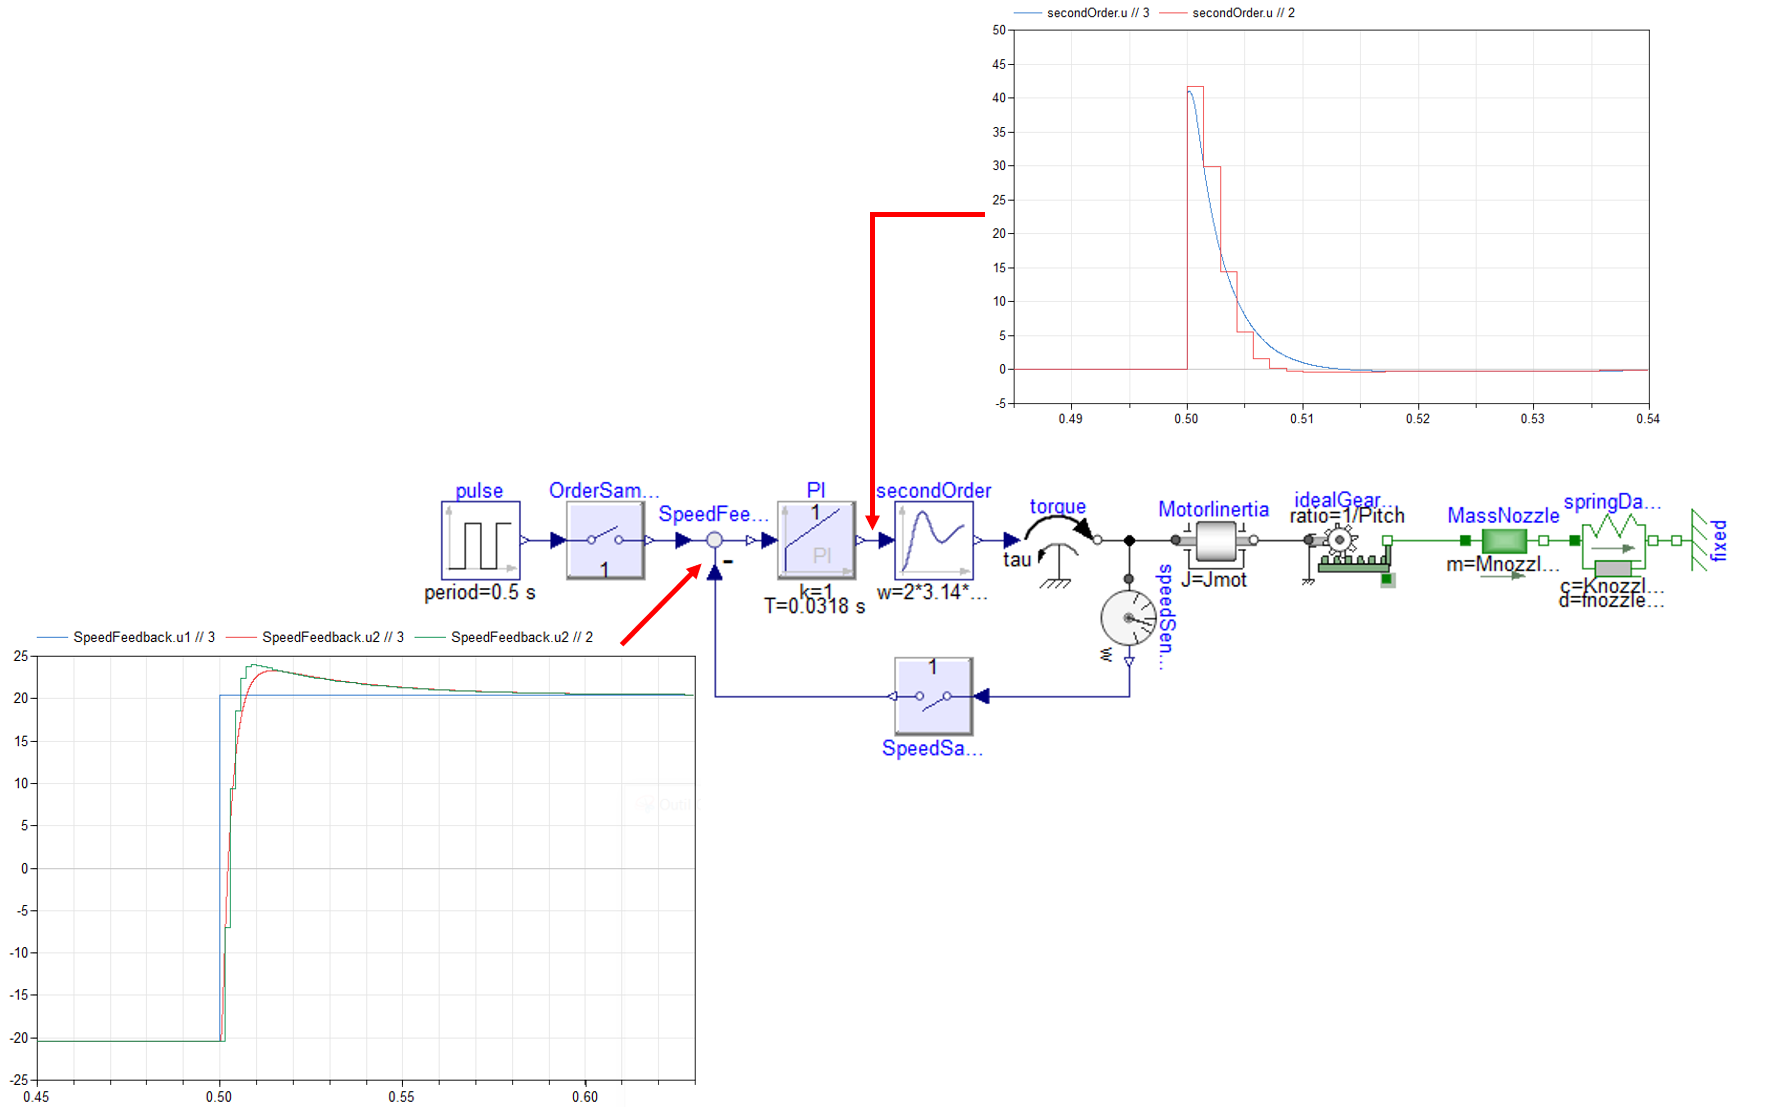 secondOrder.u // 3 secondOrder.u // 2
50
45
40
35
30
25
20
15
10
5
0
-5
0.49 0.50 0.51 0.52 0.53 0.54
pulse
period=0.5 s
OrderSam...
1
SpeedFee...
-
PI
1
PI
k=1
T=0.0318 s
secondOrder
w=2*3.14*...
torque
tau
MotorIinertia
J=Jmot
idealGear...
ratio=1/Pitch
MassNozzle
m=Mnozzl...
springDa...
c=Knozzl...
d=fnozzle...
fixed
speedSen...
w
1
SpeedSa...
SpeedFeedback.u1 // 3 SpeedFeedback.u2 // 3 SpeedFeedback.u2 // 2
25
20
15
10
5
0
-5
-10
-15
-20
-25
0.45 0.50 0.55 0.60